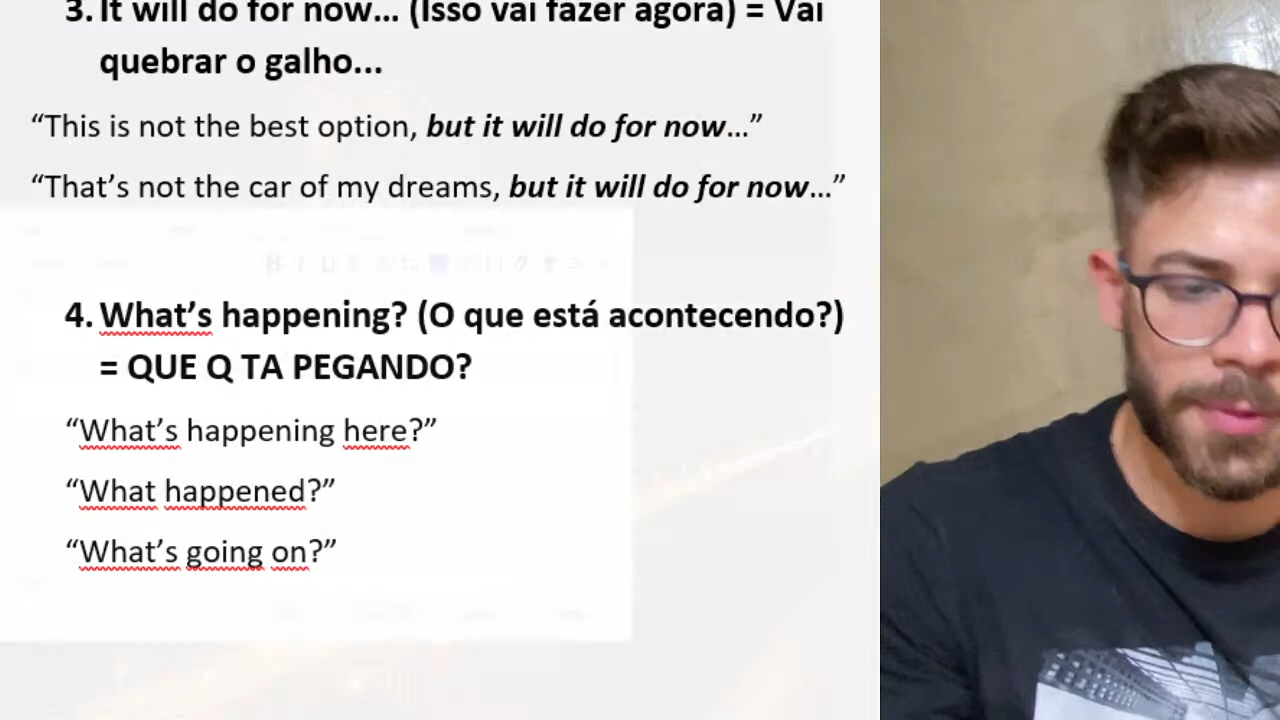 3. It will do for now... (Isso vai fazer agora) = Vai
quebrar o galho...
“This is not the best option, but it will do for now…”
“That’s not the car of my dreams, but it will do for now…”
4. What’s happening? (O que está acontecendo?)
= QUE Q TA PEGANDO?
“What’s happening here?”
“What happened?”
“What’s going on?”